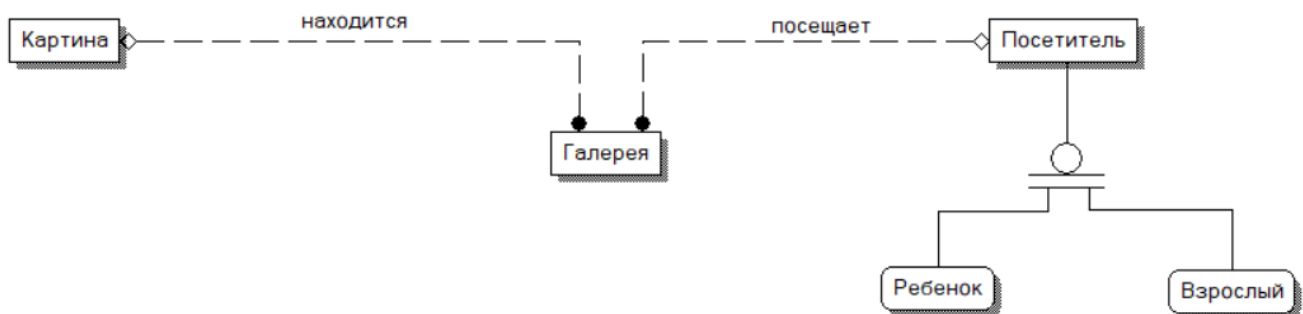 находится
посещает
Картина
Посетитель
Галерея
Ребенок
Взрослый